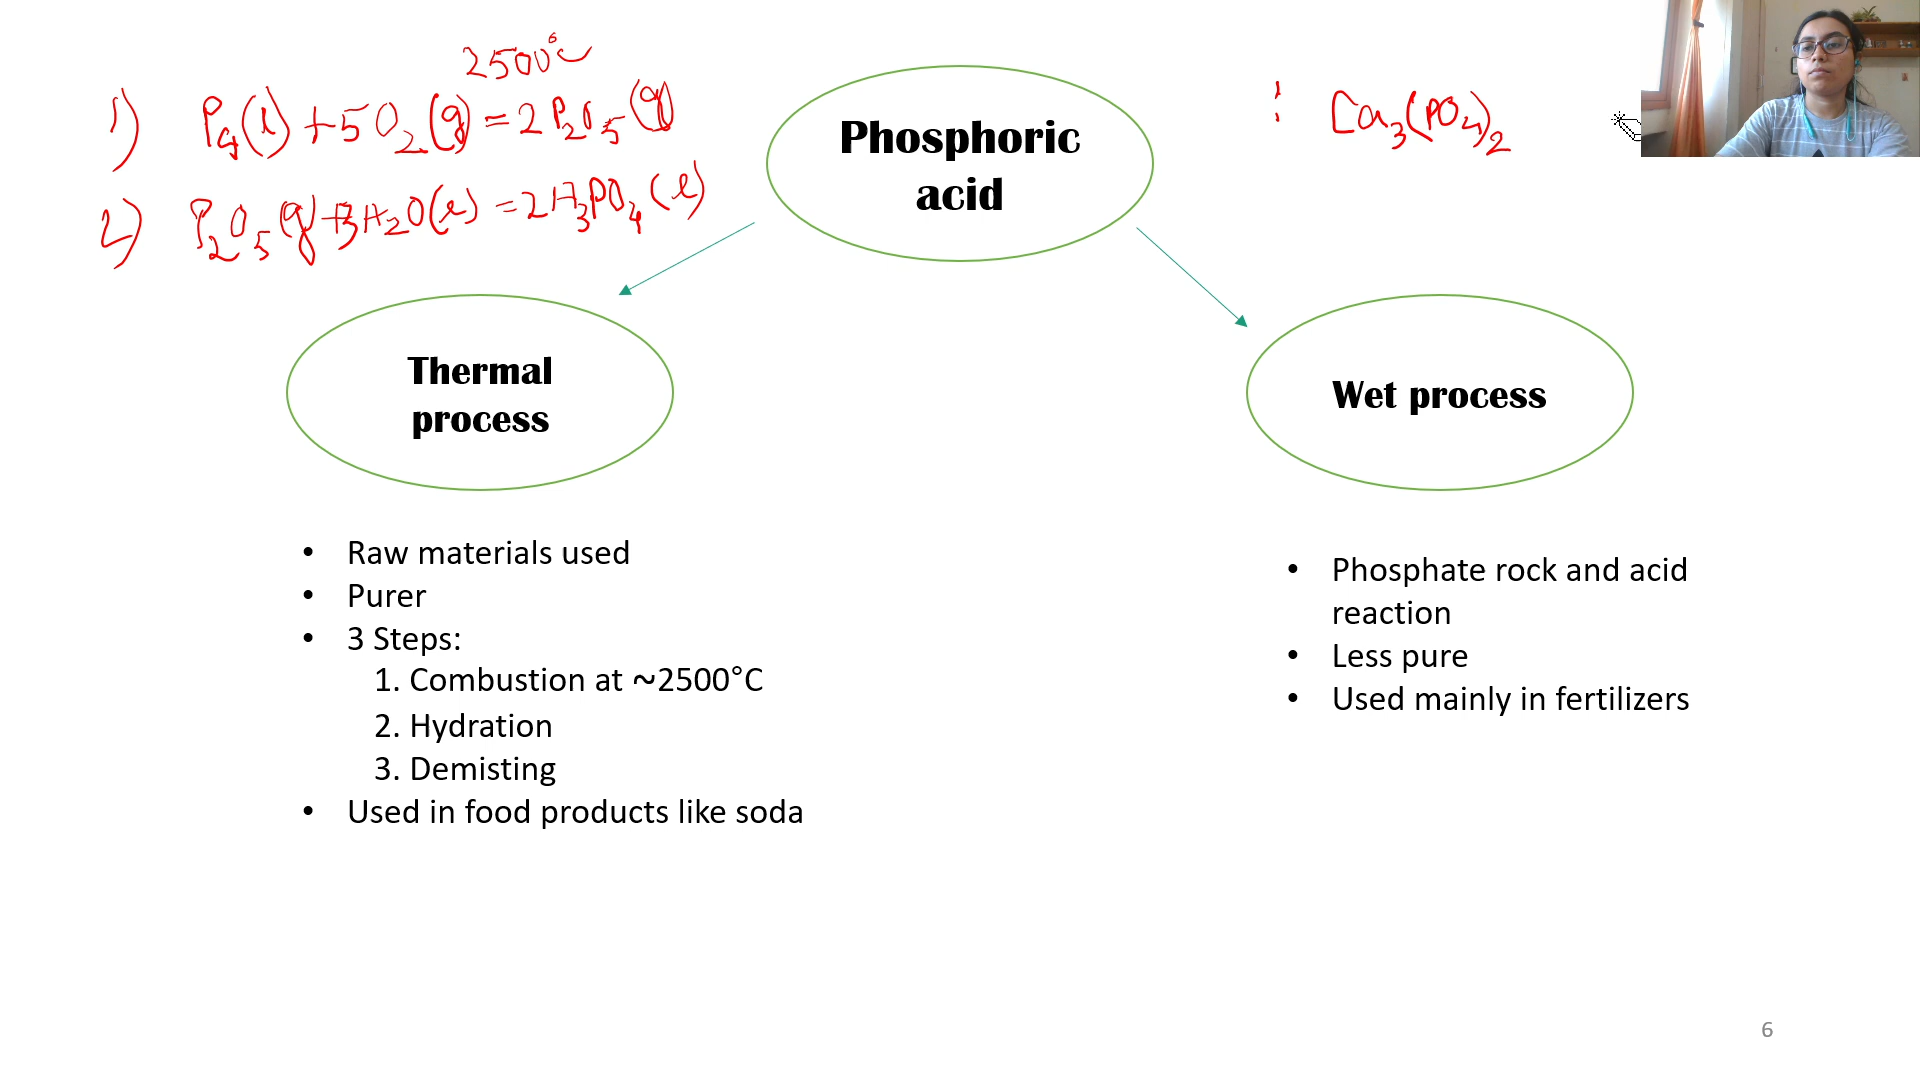 2500°C
1) P4(l) + 5O2(g) = 2P2O5(g)
2) P2O5(g) + 3H2O(l) = 2H3PO4(l)
Phosphoric
acid
: Ca3(PO4)2
Thermal
process
Wet process
• Raw materials used
• Purer
• 3 Steps:
1. Combustion at ~2500°C
2. Hydration
3. Demisting
• Used in food products like soda
• Phosphate rock and acid
reaction
• Less pure
• Used mainly in fertilizers
6